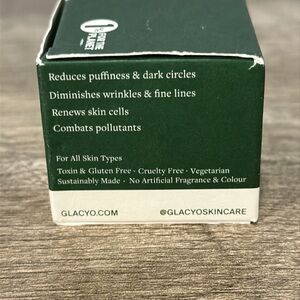 Reduces puffiness & dark circles
Diminishes wrinkles & fine lines
Renews skin cells
Combats pollutants
For All Skin Types
Toxin & Gluten Free · Cruelty Free · Vegetarian
Sustainably Made · No Artificial Fragrance & Colour
GLACYO.COM @GLACYOSKINCARE